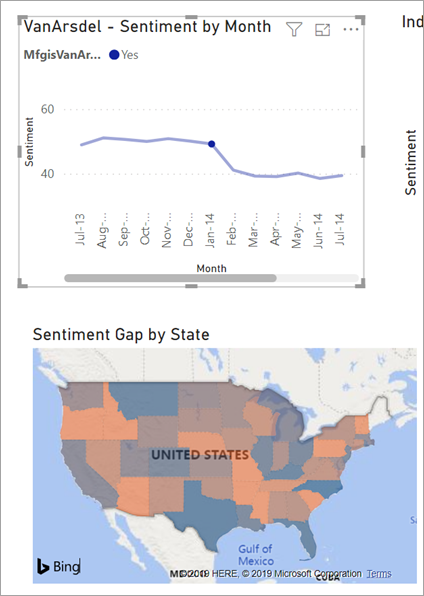 VanArsdel - Sentiment by Month
Ind
MfgisVanAr... Yes
60
40
Sentiment
Jul-13
Aug-...
Sep-...
Oct-...
Nov-...
Dec-...
Jan-14
Feb-...
Mar-...
Apr-...
May-...
Jun-14
Jul-14
Month
Sentiment
Sentiment Gap by State
UNITED STATES
Gulf of
Mexico
Bing
© 2019 HERE, © 2019 Microsoft Corporation Terms
CUBA